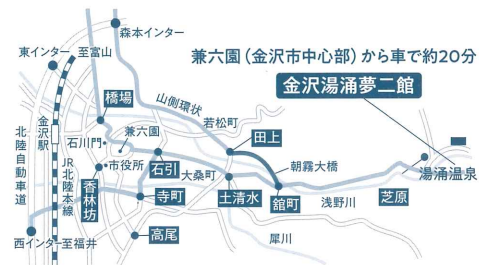 森本インター
東インター
至富山
兼六園（金沢市中心部）から車で約20分
金沢湯涌夢二館
橋場
山側環状
若松町
金沢駅
兼六園
石川門
田上
北陸自動車道
JR北陸本線
市役所
石引
朝霧大橋
大桑町
湯涌温泉
香林坊
寺町
土清水
舘町
浅野川
芝原
西インター
至福井
高尾
犀川